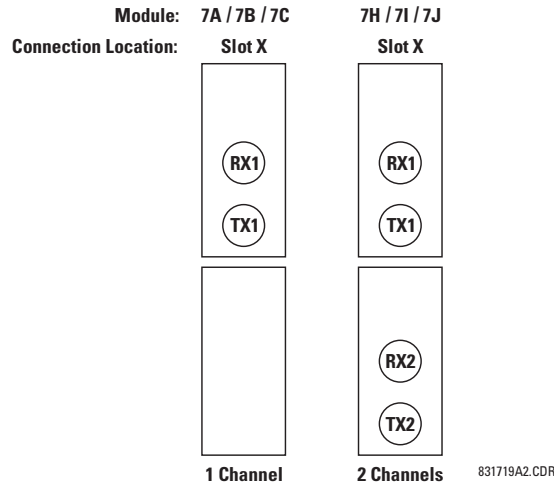 Module: 7A / 7B / 7C 7H / 7I / 7J
Connection Location: Slot X Slot X
RX1 RX1
TX1 TX1
RX2
TX2
1 Channel 2 Channels 831719A2.CDR